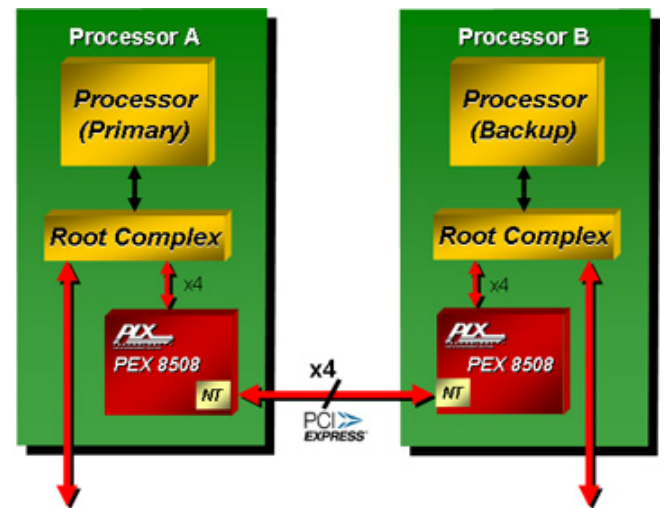 Processor A
Processor
(Primary)
Root Complex
x4
PLX
PEX 8508
NT
x4
PCI
EXPRESS
Processor B
Processor
(Backup)
Root Complex
x4
PLX
PEX 8508
NT